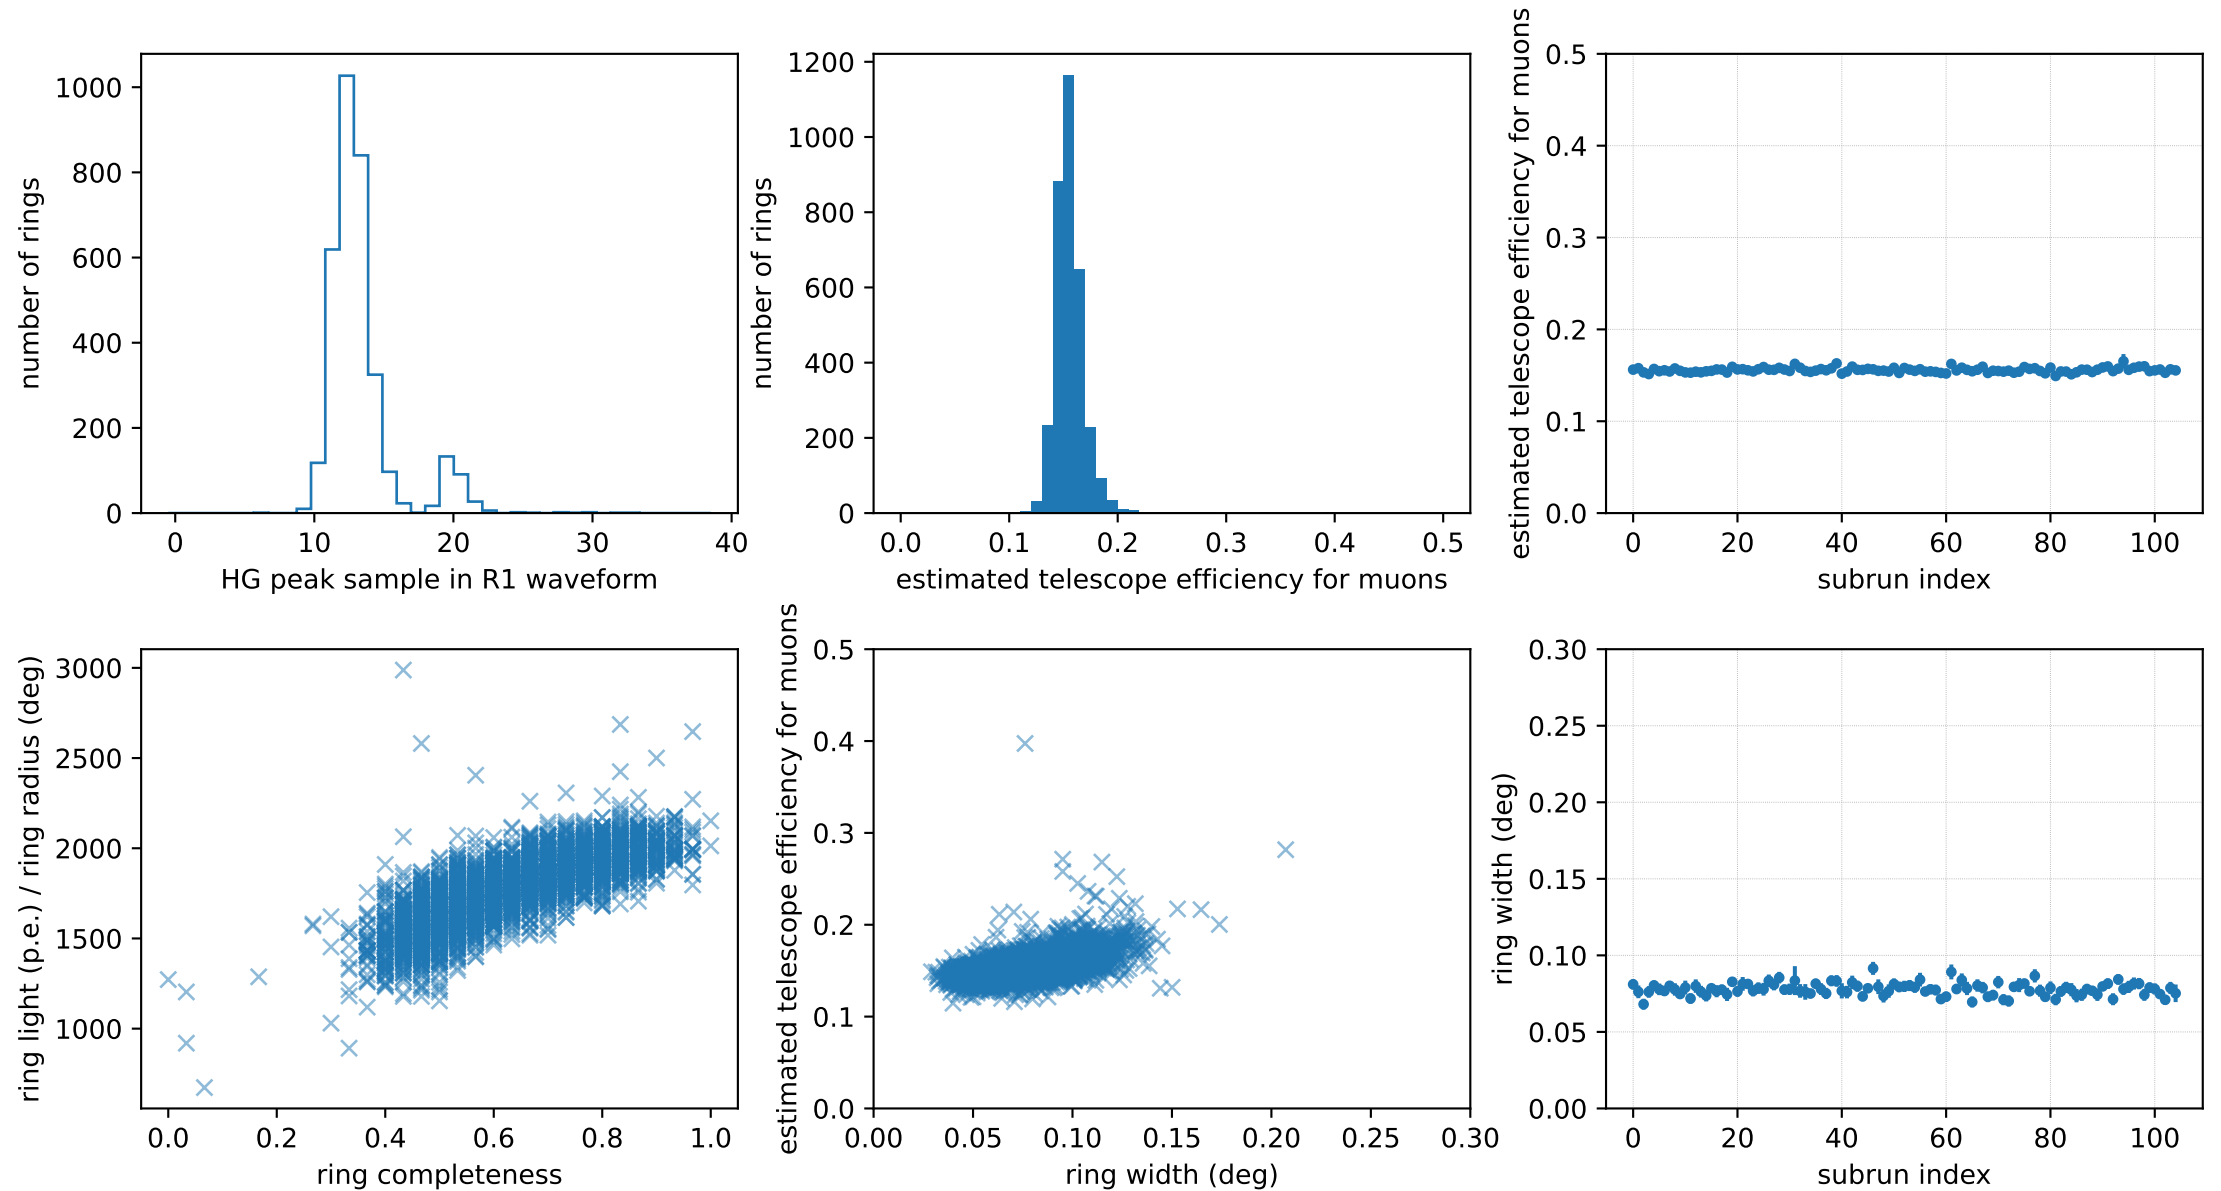 number of rings
1000
800
600
400
200
0
0 10 20 30 40
HG peak sample in R1 waveform
number of rings
1200
1000
800
600
400
200
0
0.0 0.1 0.2 0.3 0.4 0.5
estimated telescope efficiency for muons
estimated telescope efficiency for muons
0.5
0.4
0.3
0.2
0.1
0.0
0 20 40 60 80 100
subrun index
ring light (p.e.) / ring radius (deg)
3000
2500
2000
1500
1000
0.0 0.2 0.4 0.6 0.8 1.0
ring completeness
estimated telescope efficiency for muons
0.5
0.4
0.3
0.2
0.1
0.0
0.00 0.05 0.10 0.15 0.20 0.25 0.30
ring width (deg)
ring width (deg)
0.30
0.25
0.20
0.15
0.10
0.05
0.00
0 20 40 60 80 100
subrun index